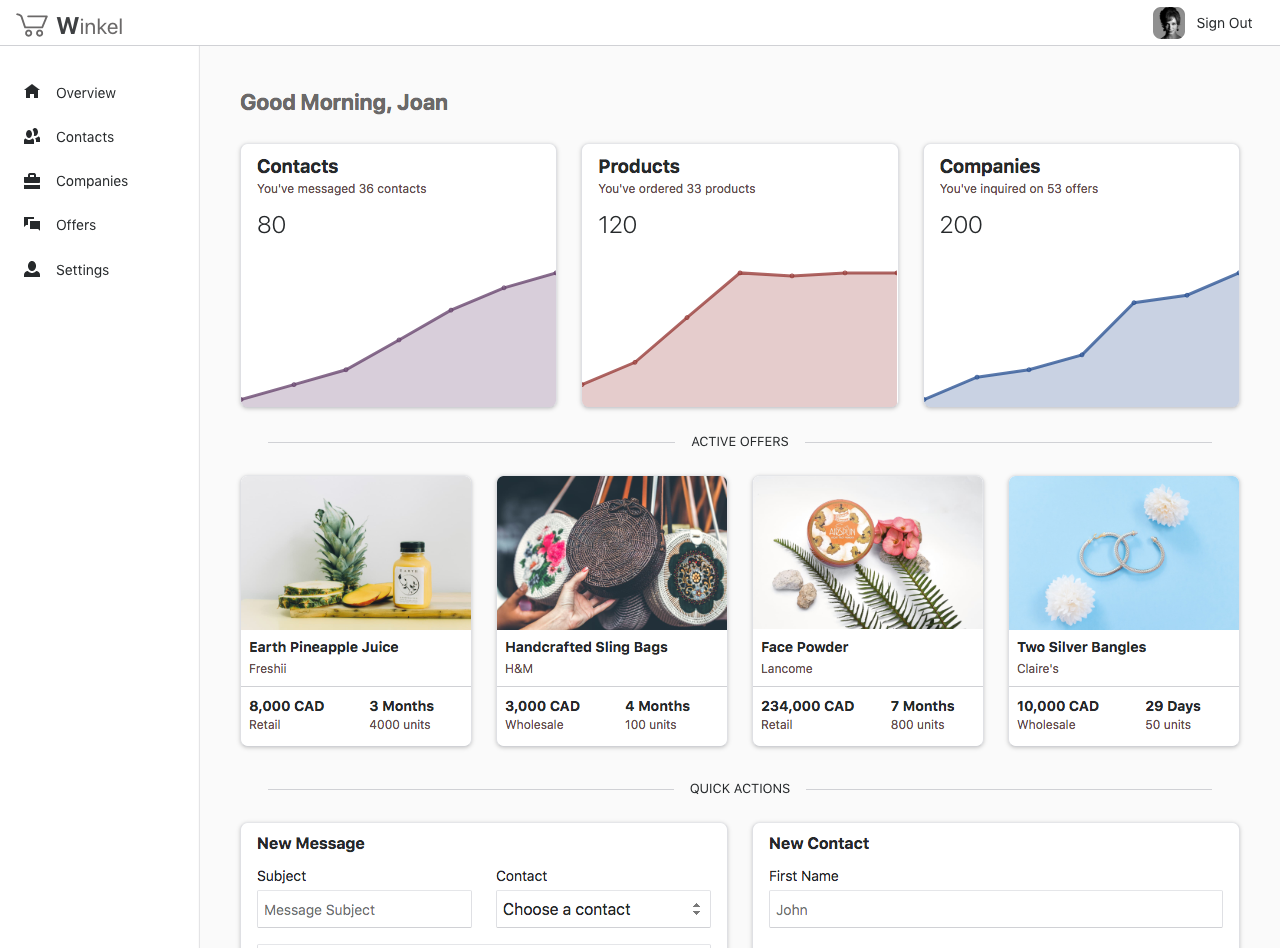 Winkel
Sign Out
Overview
Contacts
Companies
Offers
Settings
Good Morning, Joan
Contacts
You've messaged 36 contacts
80
Products
You've ordered 33 products
120
Companies
You've inquired on 53 offers
200
ACTIVE OFFERS
Earth Pineapple Juice
Freshii
8,000 CAD
Retail
3 Months
4000 units
Handcrafted Sling Bags
H&M
3,000 CAD
Wholesale
4 Months
100 units
AIRSPUN
Face Powder
Lancome
234,000 CAD
Retail
7 Months
800 units
Two Silver Bangles
Claire's
10,000 CAD
Wholesale
29 Days
50 units
QUICK ACTIONS
New Message
Subject
Message Subject
Contact
Choose a contact
New Contact
First Name
John